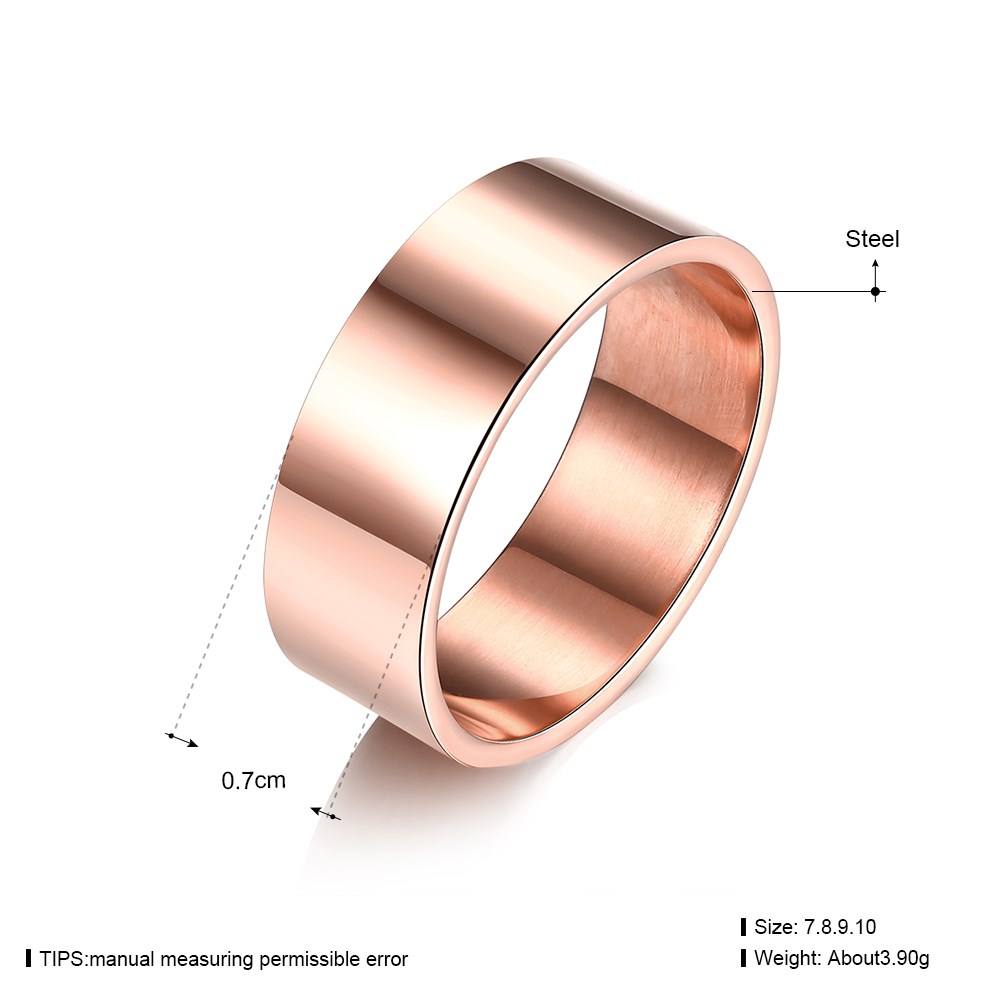 Steel
0.7cm
Size: 7.8.9.10
TIPS:manual measuring permissible error
Weight: About3.90g